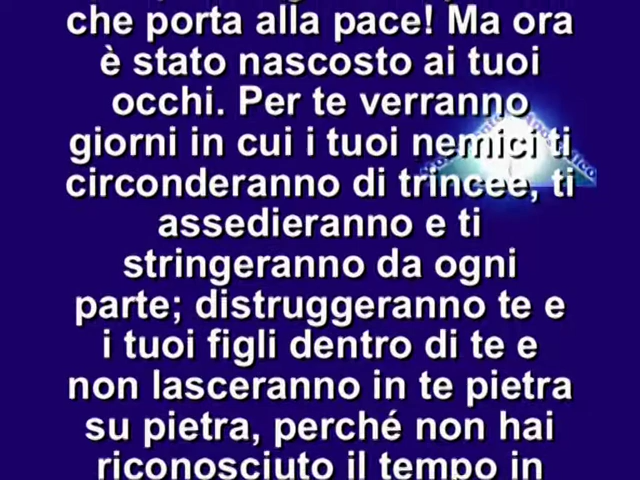 che porta alla pace! Ma ora
è stato nascosto ai tuoi
occhi. Per te verranno
giorni in cui i tuoi nemici ti
circonderanno di trincee, ti
assedieranno e ti
stringeranno da ogni
parte; distruggeranno te e
i tuoi figli dentro di te e
non lasceranno in te pietra
su pietra, perché non hai
riconosciuto il tempo in